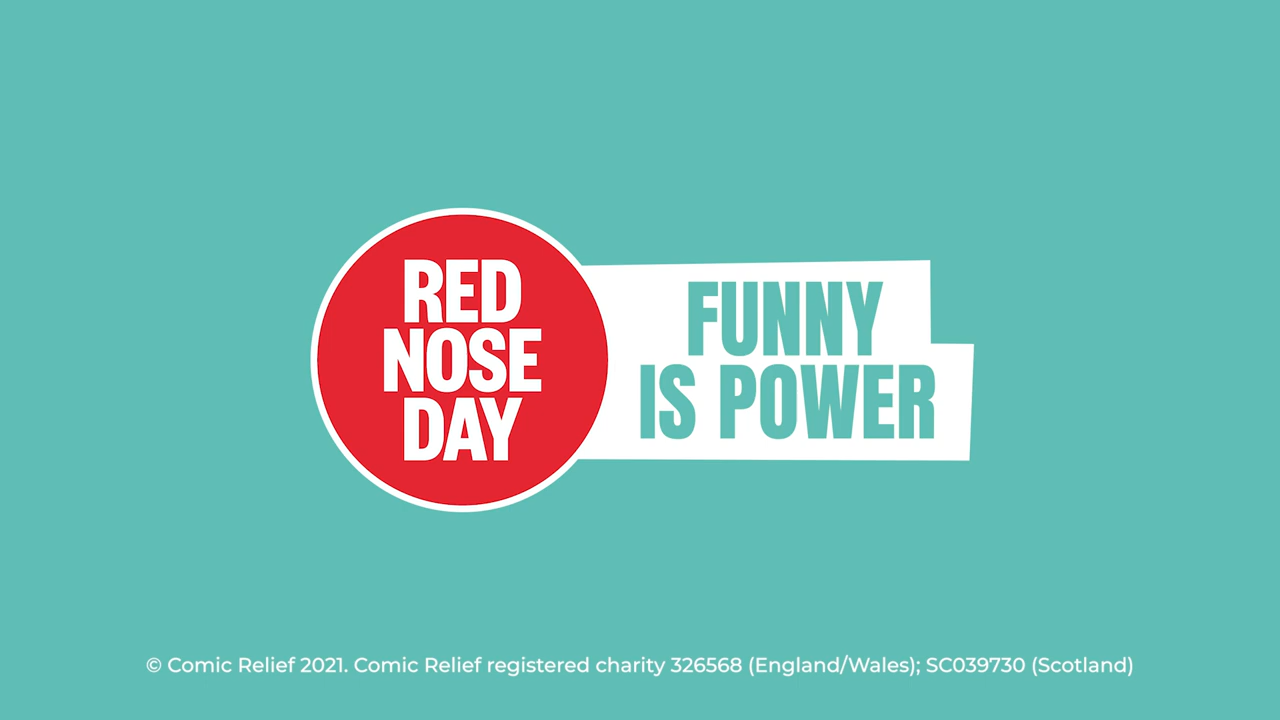 RED
NOSE
DAY
FUNNY
IS POWER
© Comic Relief 2021. Comic Relief registered charity 326568 (England/Wales); SC039730 (Scotland)